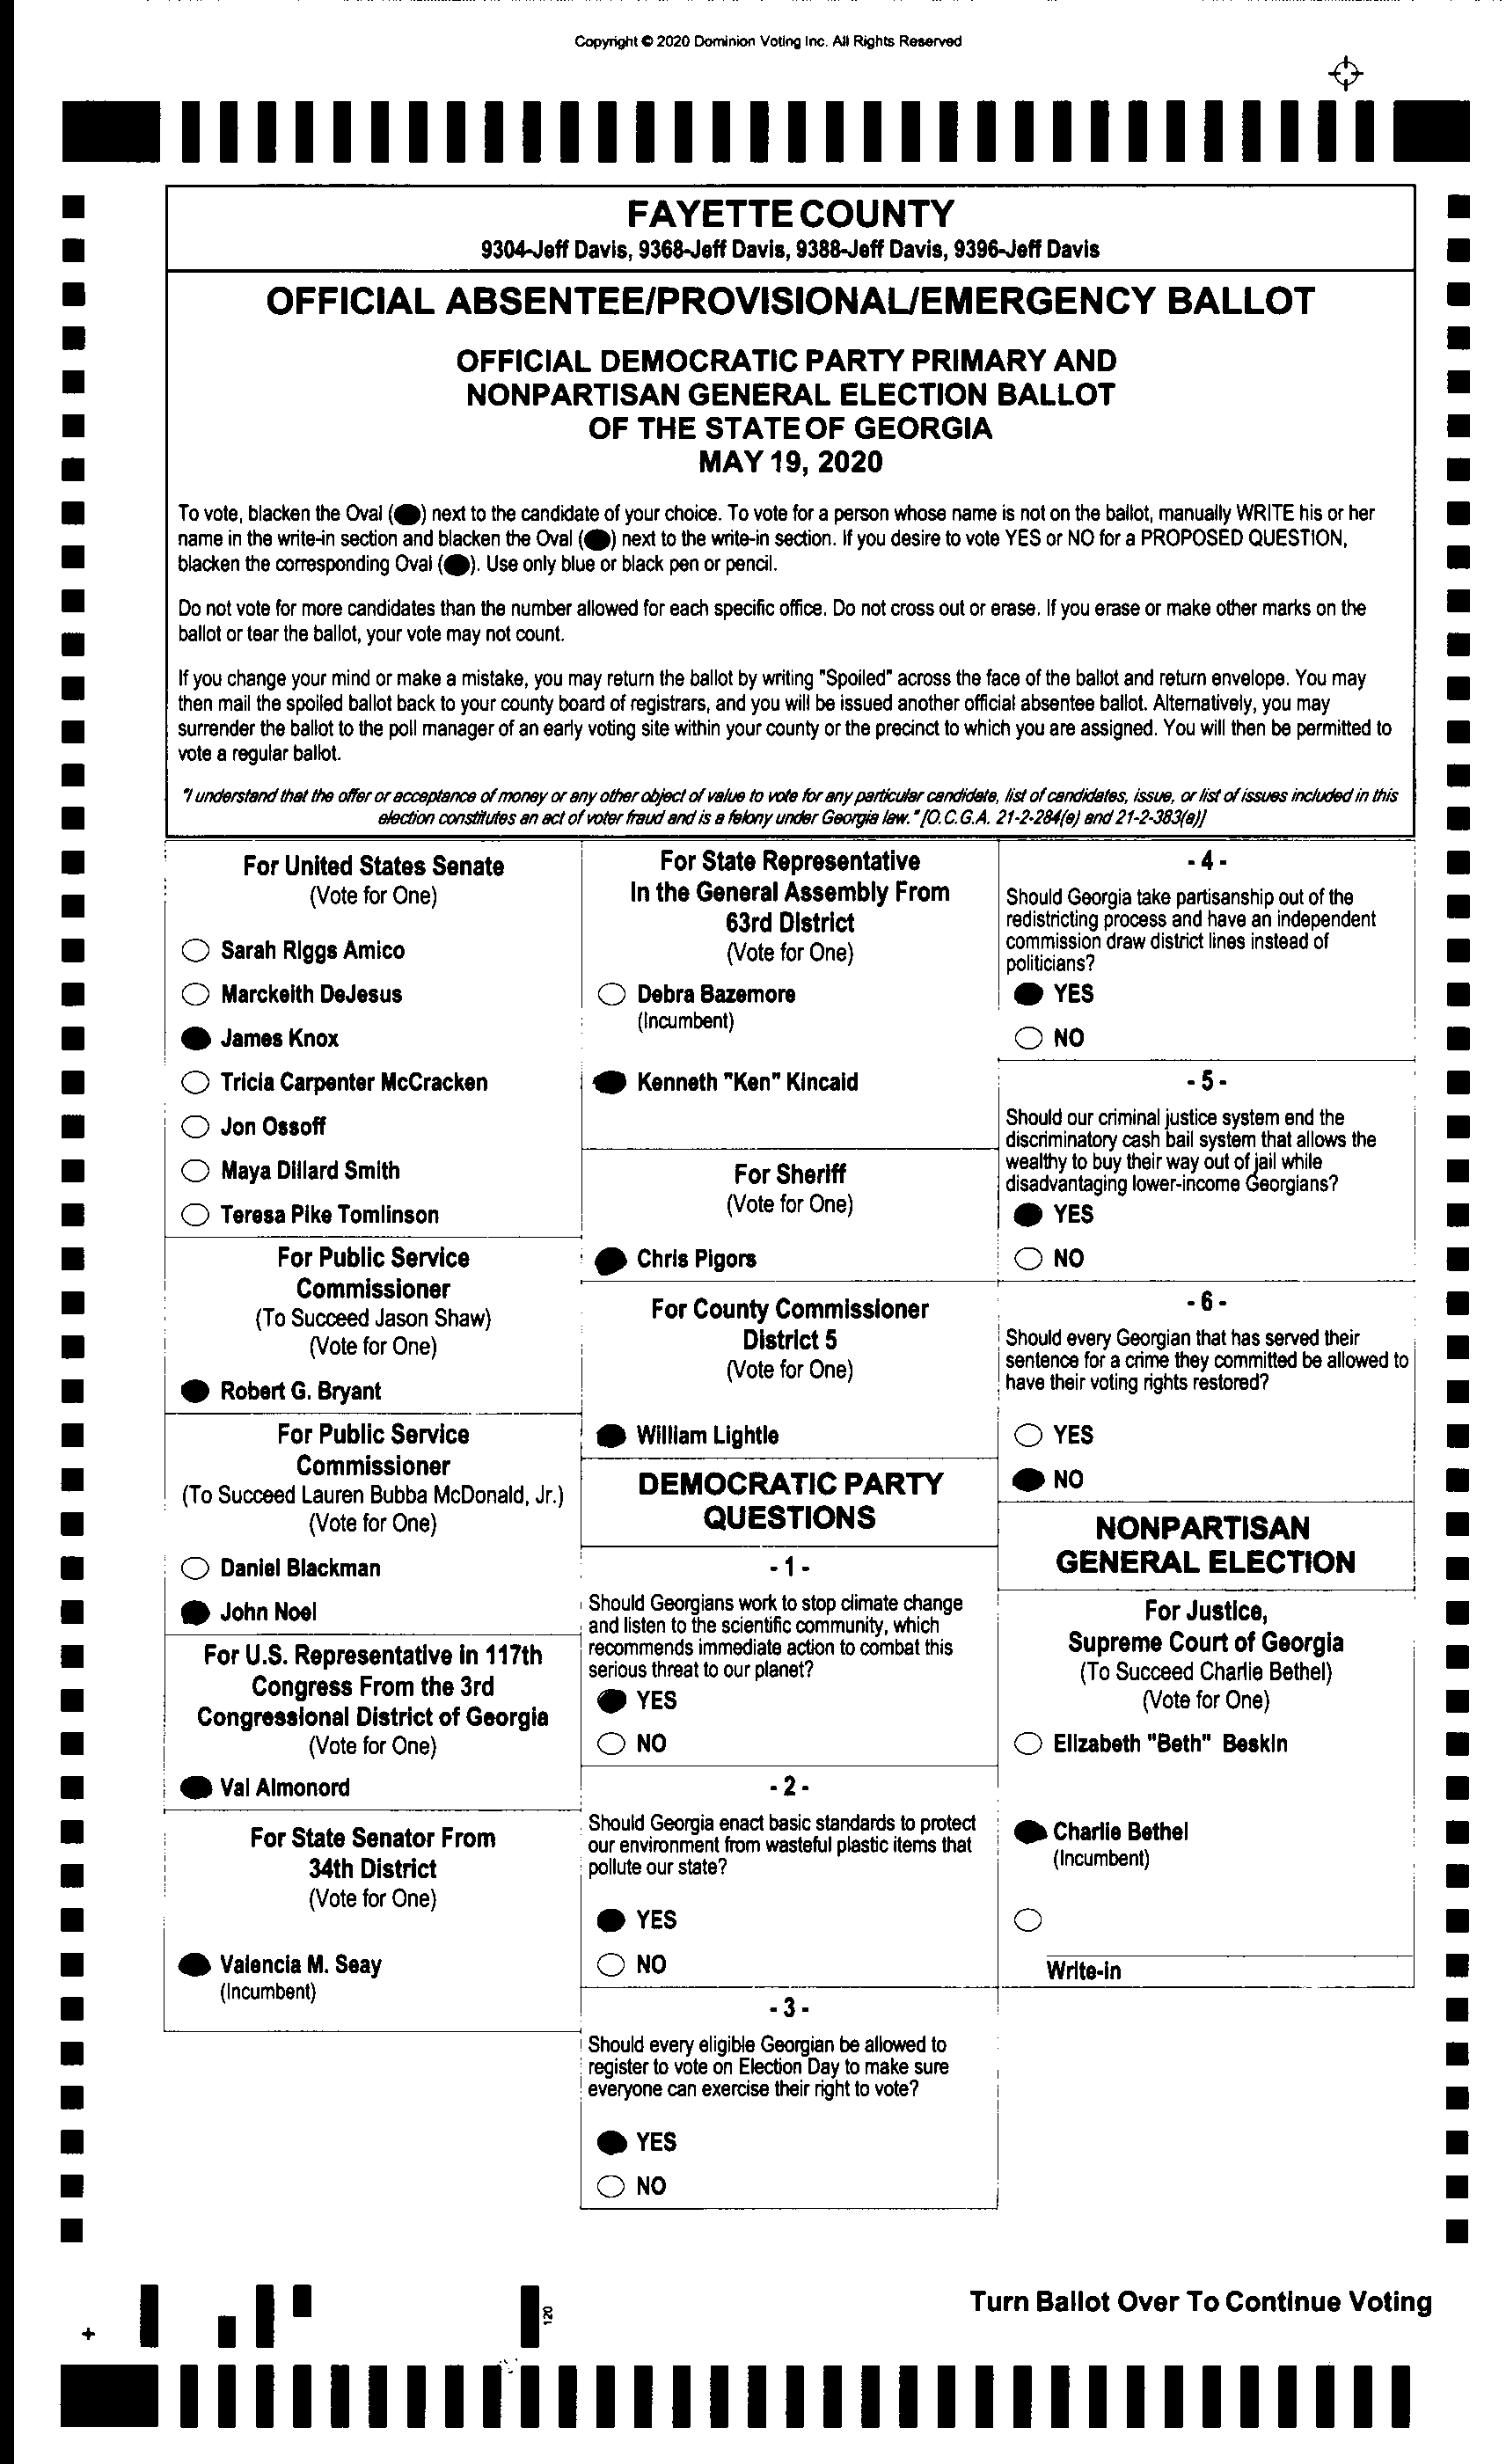 Copyright © 2020 Dominion Voting Inc. All Rights Reserved
FAYETTE COUNTY
9304-Jeff Davis, 9368-Jeff Davis, 9388-Jeff Davis, 9396-Jeff Davis
OFFICIAL ABSENTEE/PROVISIONAL/EMERGENCY BALLOT
OFFICIAL DEMOCRATIC PARTY PRIMARY AND
NONPARTISAN GENERAL ELECTION BALLOT
OF THE STATE OF GEORGIA
MAY 19, 2020
To vote, blacken the Oval ( ) next to the candidate of your choice. To vote for a person whose name is not on the ballot, manually WRITE his or her
name in the write-in section and blacken the Oval ( ) next to the write-in section. If you desire to vote YES or NO for a PROPOSED QUESTION,
blacken the corresponding Oval ( ). Use only blue or black pen or pencil.
Do not vote for more candidates than the number allowed for each specific office. Do not cross out or erase. If you erase or make other marks on the
ballot or tear the ballot, your vote may not count.
If you change your mind or make a mistake, you may return the ballot by writing "Spoiled" across the face of the ballot and return envelope. You may
then mail the spoiled ballot back to your county board of registrars, and you will be issued another official absentee ballot. Alternatively, you may
surrender the ballot to the poll manager of an early voting site within your county or the precinct to which you are assigned. You will then be permitted to
vote a regular ballot.
"I understand that the offer or acceptance of money or any other object of value to vote for any particular candidate, list of candidates, issue, or list of issues included in this
election constitutes an act of voter fraud and is a felony under Georgia law." [O.C.G.A. 21-2-284(e) and 21-2-383(a)]
For United States Senate
(Vote for One)
Sarah Riggs Amico
Marckeith DeJesus
James Knox
Tricia Carpenter McCracken
Jon Ossoff
Maya Dillard Smith
Teresa Pike Tomlinson
For Public Service
Commissioner
(To Succeed Jason Shaw)
(Vote for One)
Robert G. Bryant
For Public Service
Commissioner
(To Succeed Lauren Bubba McDonald, Jr.)
(Vote for One)
Daniel Blackman
John Noel
For U.S. Representative in 117th
Congress From the 3rd
Congressional District of Georgia
(Vote for One)
Val Almonord
For State Senator From
34th District
(Vote for One)
Valencia M. Seay
(Incumbent)
For State Representative
In the General Assembly From
63rd District
(Vote for One)
Debra Bazemore
(Incumbent)
Kenneth "Ken" Kincaid
For Sheriff
(Vote for One)
Chris Pigors
For County Commissioner
District 5
(Vote for One)
William Lightle
DEMOCRATIC PARTY
QUESTIONS
- 1 -
Should Georgians work to stop climate change
and listen to the scientific community, which
recommends immediate action to combat this
serious threat to our planet?
YES
NO
- 2 -
Should Georgia enact basic standards to protect
our environment from wasteful plastic items that
pollute our state?
YES
NO
- 3 -
Should every eligible Georgian be allowed to
register to vote on Election Day to make sure
everyone can exercise their right to vote?
YES
NO
- 4 -
Should Georgia take partisanship out of the
redistricting process and have an independent
commission draw district lines instead of
politicians?
YES
NO
- 5 -
Should our criminal justice system end the
discriminatory cash bail system that allows the
wealthy to buy their way out of jail while
disadvantaging lower-income Georgians?
YES
NO
- 6 -
Should every Georgian that has served their
sentence for a crime they committed be allowed to
have their voting rights restored?
YES
NO
NONPARTISAN
GENERAL ELECTION
For Justice,
Supreme Court of Georgia
(To Succeed Charlie Bethel)
(Vote for One)
Elizabeth "Beth" Beskin
Charlie Bethel
(Incumbent)
Write-in
Turn Ballot Over To Continue Voting
120